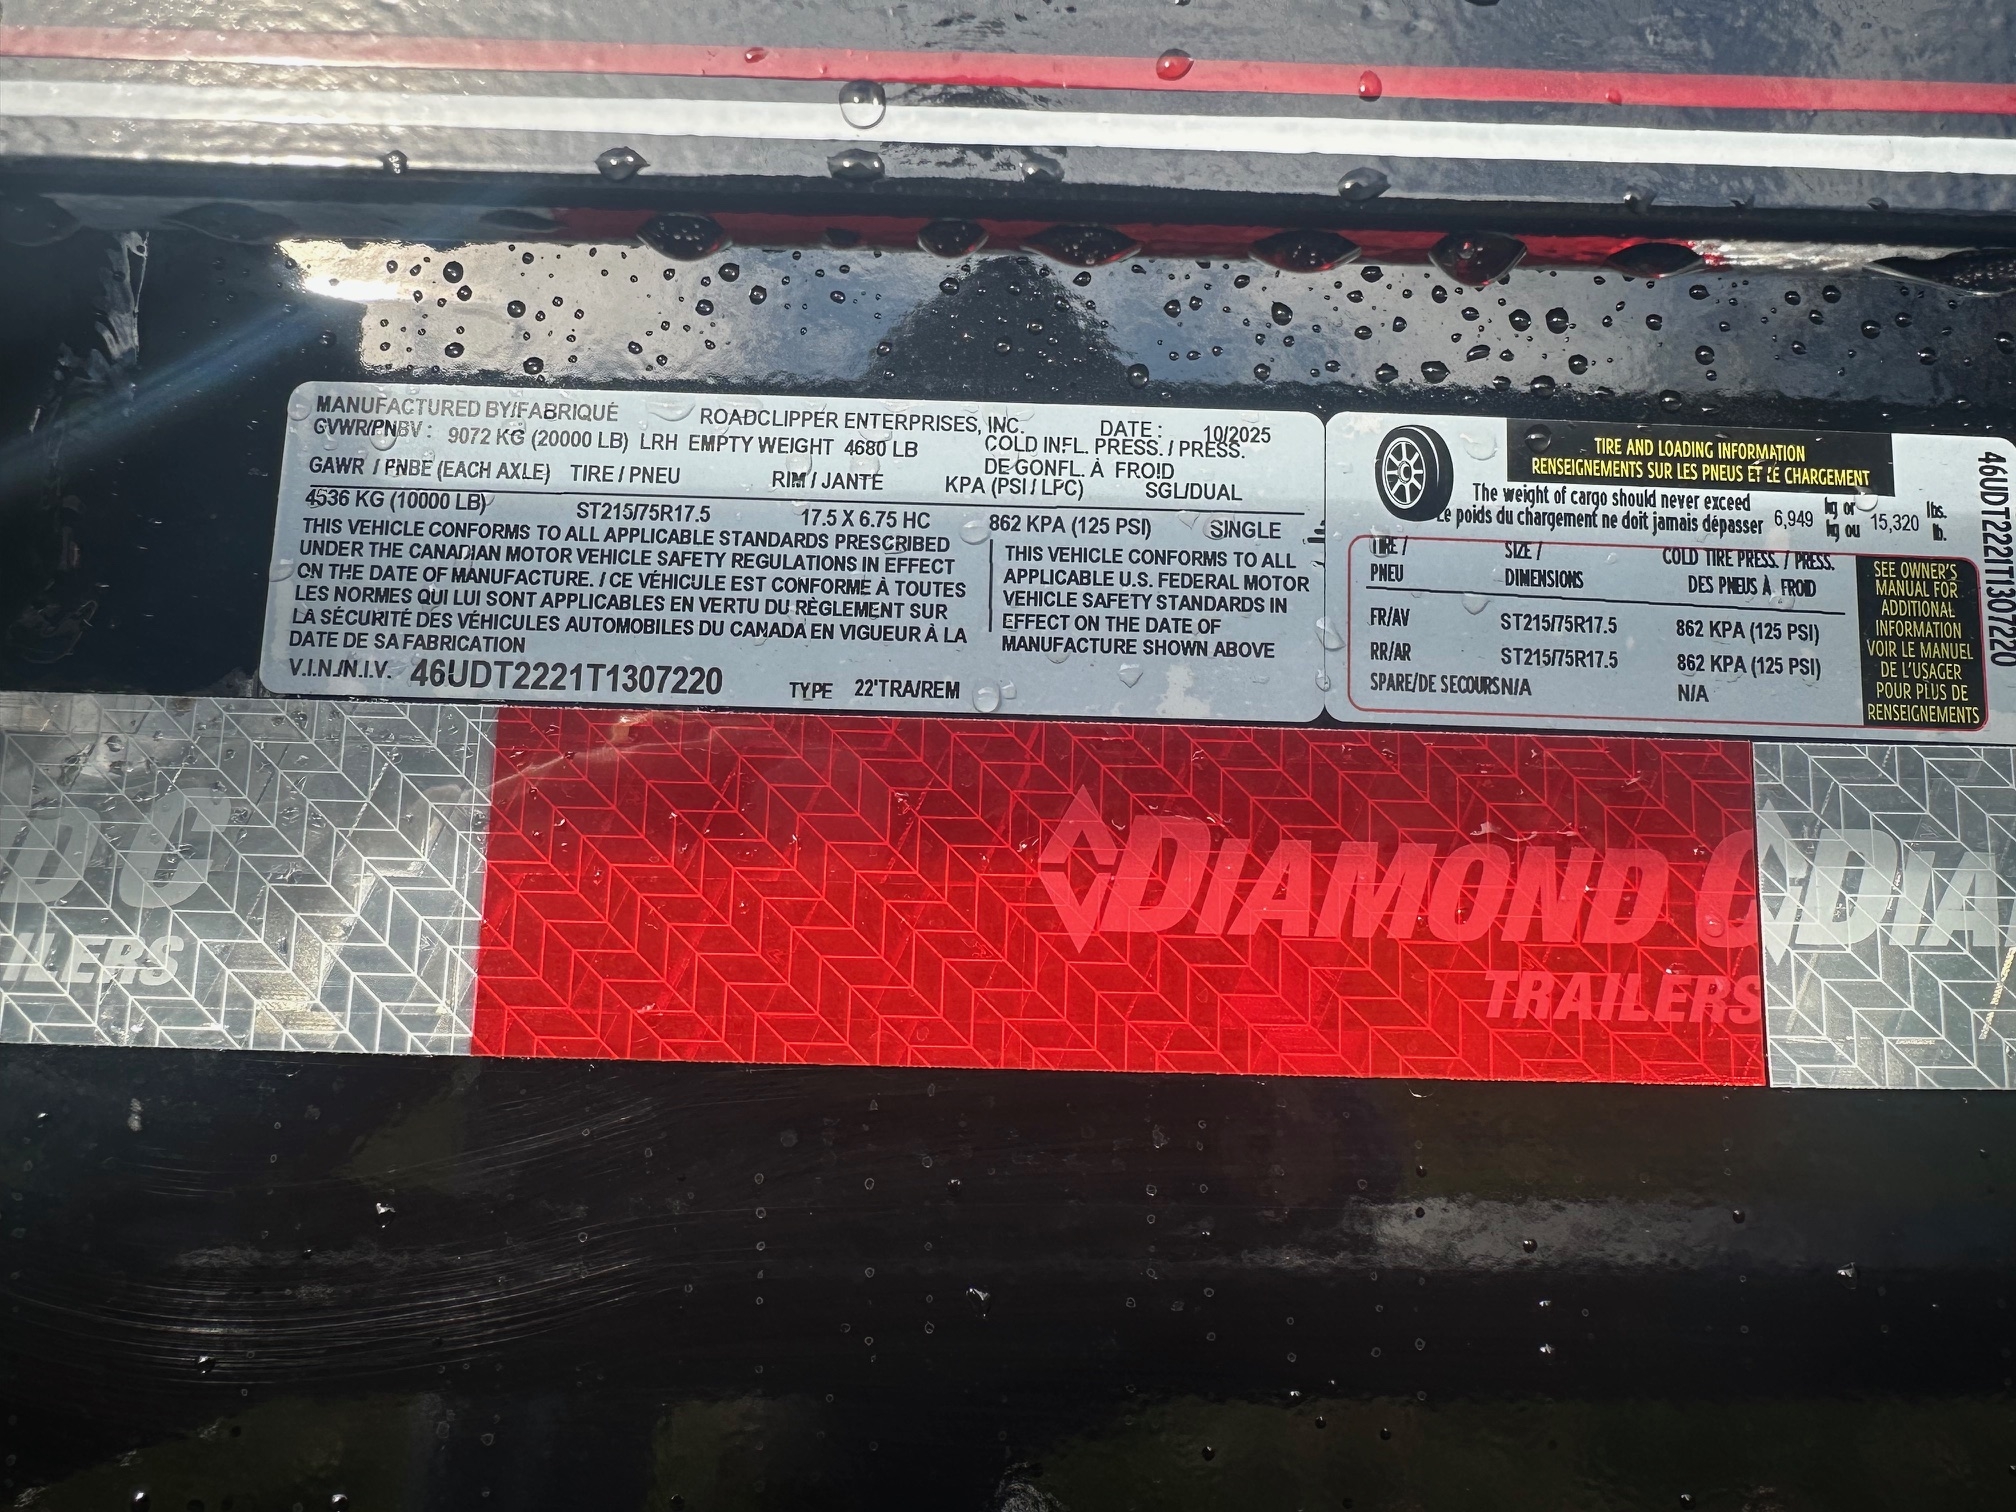 MANUFACTURED BY/FABRIQUÉ ROADCLIPPER ENTERPRISES, INC. DATE : 10/2025
GVWR/PNBV : 9072 KG (20000 LB) LRH EMPTY WEIGHT 4680 LB
COLD INFL. PRESS. / PRESS.
DE GONFL. À FROID
GAWR / PNBE (EACH AXLE) TIRE / PNEU RIM / JANTE KPA (PSI / LPC) SGL/DUAL
4536 KG (10000 LB) ST215/75R17.5 17.5 X 6.75 HC 862 KPA (125 PSI) SINGLE
THIS VEHICLE CONFORMS TO ALL APPLICABLE STANDARDS PRESCRIBED
UNDER THE CANADIAN MOTOR VEHICLE SAFETY REGULATIONS IN EFFECT
ON THE DATE OF MANUFACTURE. / CE VÉHICULE EST CONFORME À TOUTES
LES NORMES QUI LUI SONT APPLICABLES EN VERTU DU RÈGLEMENT SUR
LA SÉCURITÉ DES VÉHICULES AUTOMOBILES DU CANADA EN VIGUEUR À LA
DATE DE SA FABRICATION
THIS VEHICLE CONFORMS TO ALL
APPLICABLE U.S. FEDERAL MOTOR
VEHICLE SAFETY STANDARDS IN
EFFECT ON THE DATE OF
MANUFACTURE SHOWN ABOVE
V.I.N./N.I.V. 46UDT2221T1307220 TYPE 22'TRA/REM
TIRE AND LOADING INFORMATION
RENSEIGNEMENTS SUR LES PNEUS ET LE CHARGEMENT
The weight of cargo should never exceed
Le poids du chargement ne doit jamais dépasser
6,949 kg or kg ou 15,320 lbs. lb.
TIRE / PNEU SIZE / DIMENSIONS COLD TIRE PRESS. / PRESS. DES PNEUS À FROID
FR/AV ST215/75R17.5 862 KPA (125 PSI)
RR/AR ST215/75R17.5 862 KPA (125 PSI)
SPARE/DE SECOURS N/A N/A
SEE OWNER'S
MANUAL FOR
ADDITIONAL
INFORMATION
VOIR LE MANUEL
DE L'USAGER
POUR PLUS DE
RENSEIGNEMENTS
46UDT2221T1307220
D C
ILERS
DIAMOND C
TRAILERS
DIA